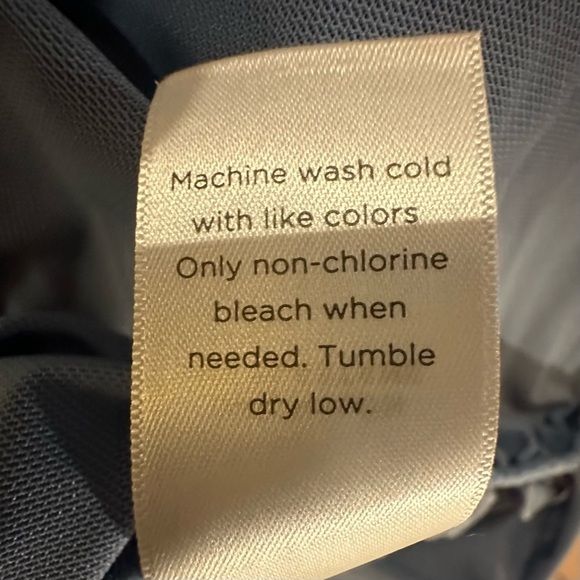 Machine wash cold
with like colors
Only non-chlorine
bleach when
needed. Tumble
dry low.